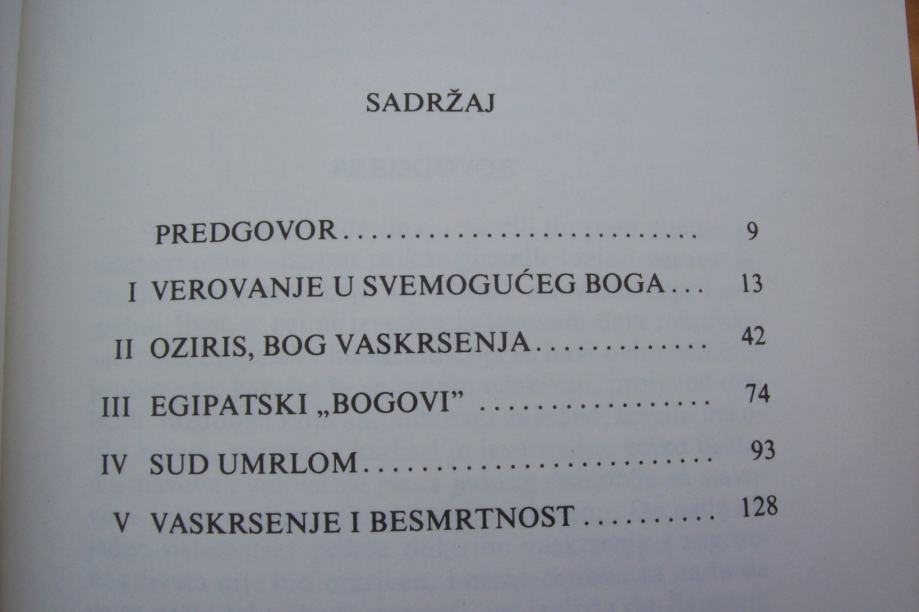 SADRŽAJ
PREDGOVOR.......................... 9
I VEROVANJE U SVEMOGUĆEG BOGA... 13
II OZIRIS, BOG VASKRSENJA............. 42
III EGIPATSKI „BOGOVI” ................. 74
IV SUD UMRLOM......................... 93
V VASKRSENJE I BESMRTNOST.......... 128